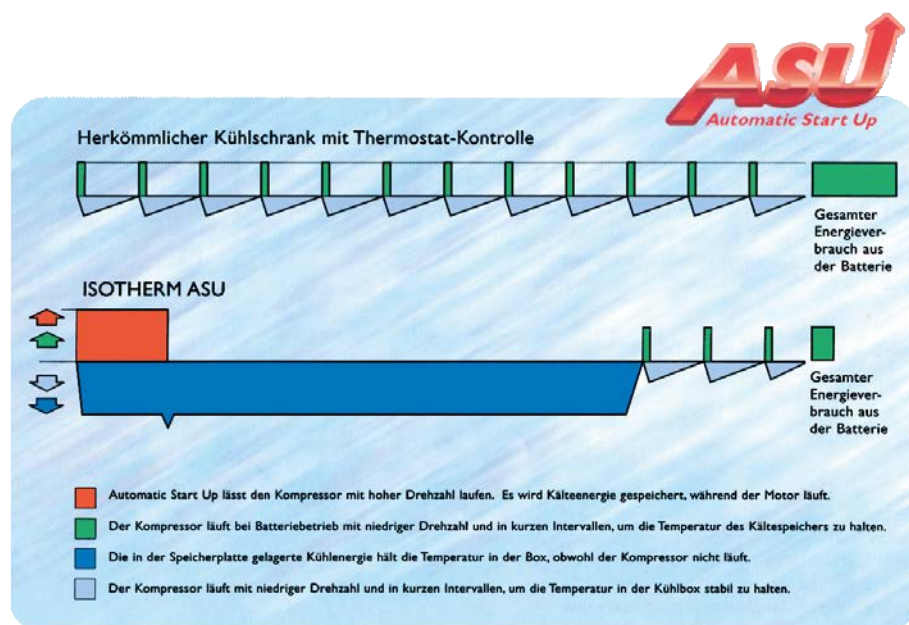 ASU
Automatic Start Up
Herkömmlicher Kühlschrank mit Thermostat-Kontrolle
Gesamter
Energiever-
brauch aus
der Batterie
ISOTHERM ASU
Gesamter
Energiever-
brauch aus
der Batterie
Automatic Start Up lässt den Kompressor mit hoher Drehzahl laufen. Es wird Kälteenergie gespeichert, während der Motor läuft.
Der Kompressor läuft bei Batteriebetrieb mit niedriger Drehzahl und in kurzen Intervallen, um die Temperatur des Kältespeichers zu halten.
Die in der Speicherplatte gelagerte Kühlenergie hält die Temperatur in der Box, obwohl der Kompressor nicht läuft.
Der Kompressor läuft mit niedriger Drehzahl und in kurzen Intervallen, um die Temperatur in der Kühlbox stabil zu halten.